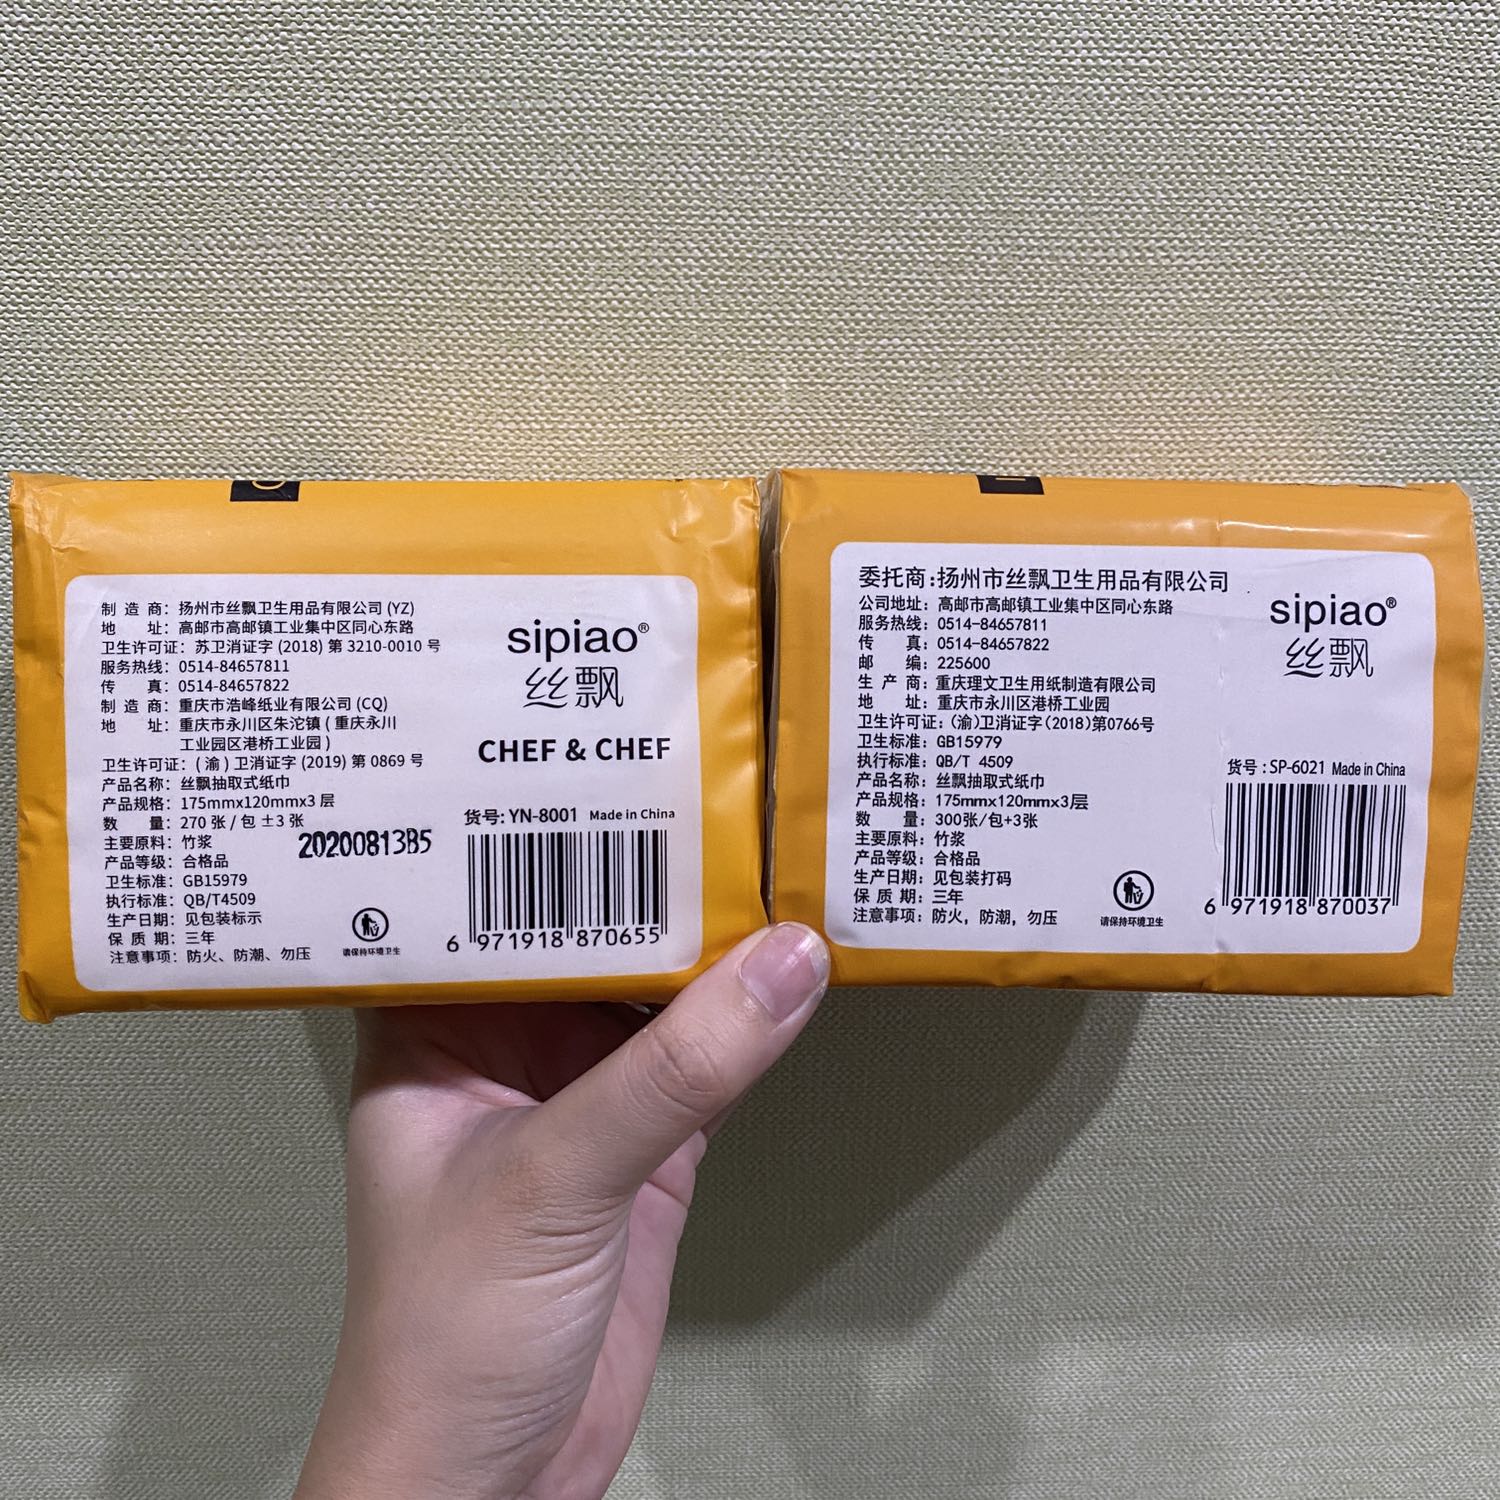 制 造 商：扬州市丝飘卫生用品有限公司 (YZ)
地 址：高邮市高邮镇工业集中区同心东路
卫生许可证：苏卫消证字 (2018) 第 3210-0010 号
服务热线：0514-84657811
传 真：0514-84657822
制 造 商：重庆市浩峰纸业有限公司 (CQ)
地 址：重庆市永川区朱沱镇 ( 重庆永川
工业园区港桥工业园 )
卫生许可证：( 渝 ) 卫消证字 (2019) 第 0869 号
产品名称：丝飘抽取式纸巾
产品规格：175mmx120mmx3 层
数 量：270 张 / 包 ±3 张
主要原料：竹浆
产品等级：合格品
卫生标准：GB15979
执行标准：QB/T4509
生产日期：见包装标示
保 质 期：三年
注意事项：防火、防潮、勿压
20200813B5
请保持环境卫生
sipiao®
丝飘
CHEF & CHEF
货号: YN-8001 Made in China
6 971918 870655
委托商:扬州市丝飘卫生用品有限公司
公司地址：高邮市高邮镇工业集中区同心东路
服务热线：0514-84657811
传 真：0514-84657822
邮 编：225600
生 产 商：重庆理文卫生用纸制造有限公司
地 址：重庆市永川区港桥工业园
卫生许可证：(渝)卫消证字(2018)第0766号
卫生标准：GB15979
执行标准：QB/T 4509
产品名称：丝飘抽取式纸巾
产品规格：175mmx120mmx3层
数 量：300张/包+3张
主要原料：竹浆
产品等级：合格品
生产日期：见包装打码
保 质 期：三年
注意事项：防火，防潮，勿压
请保持环境卫生
sipiao®
丝飘
货号 : SP-6021 Made in China
6 971918 870037